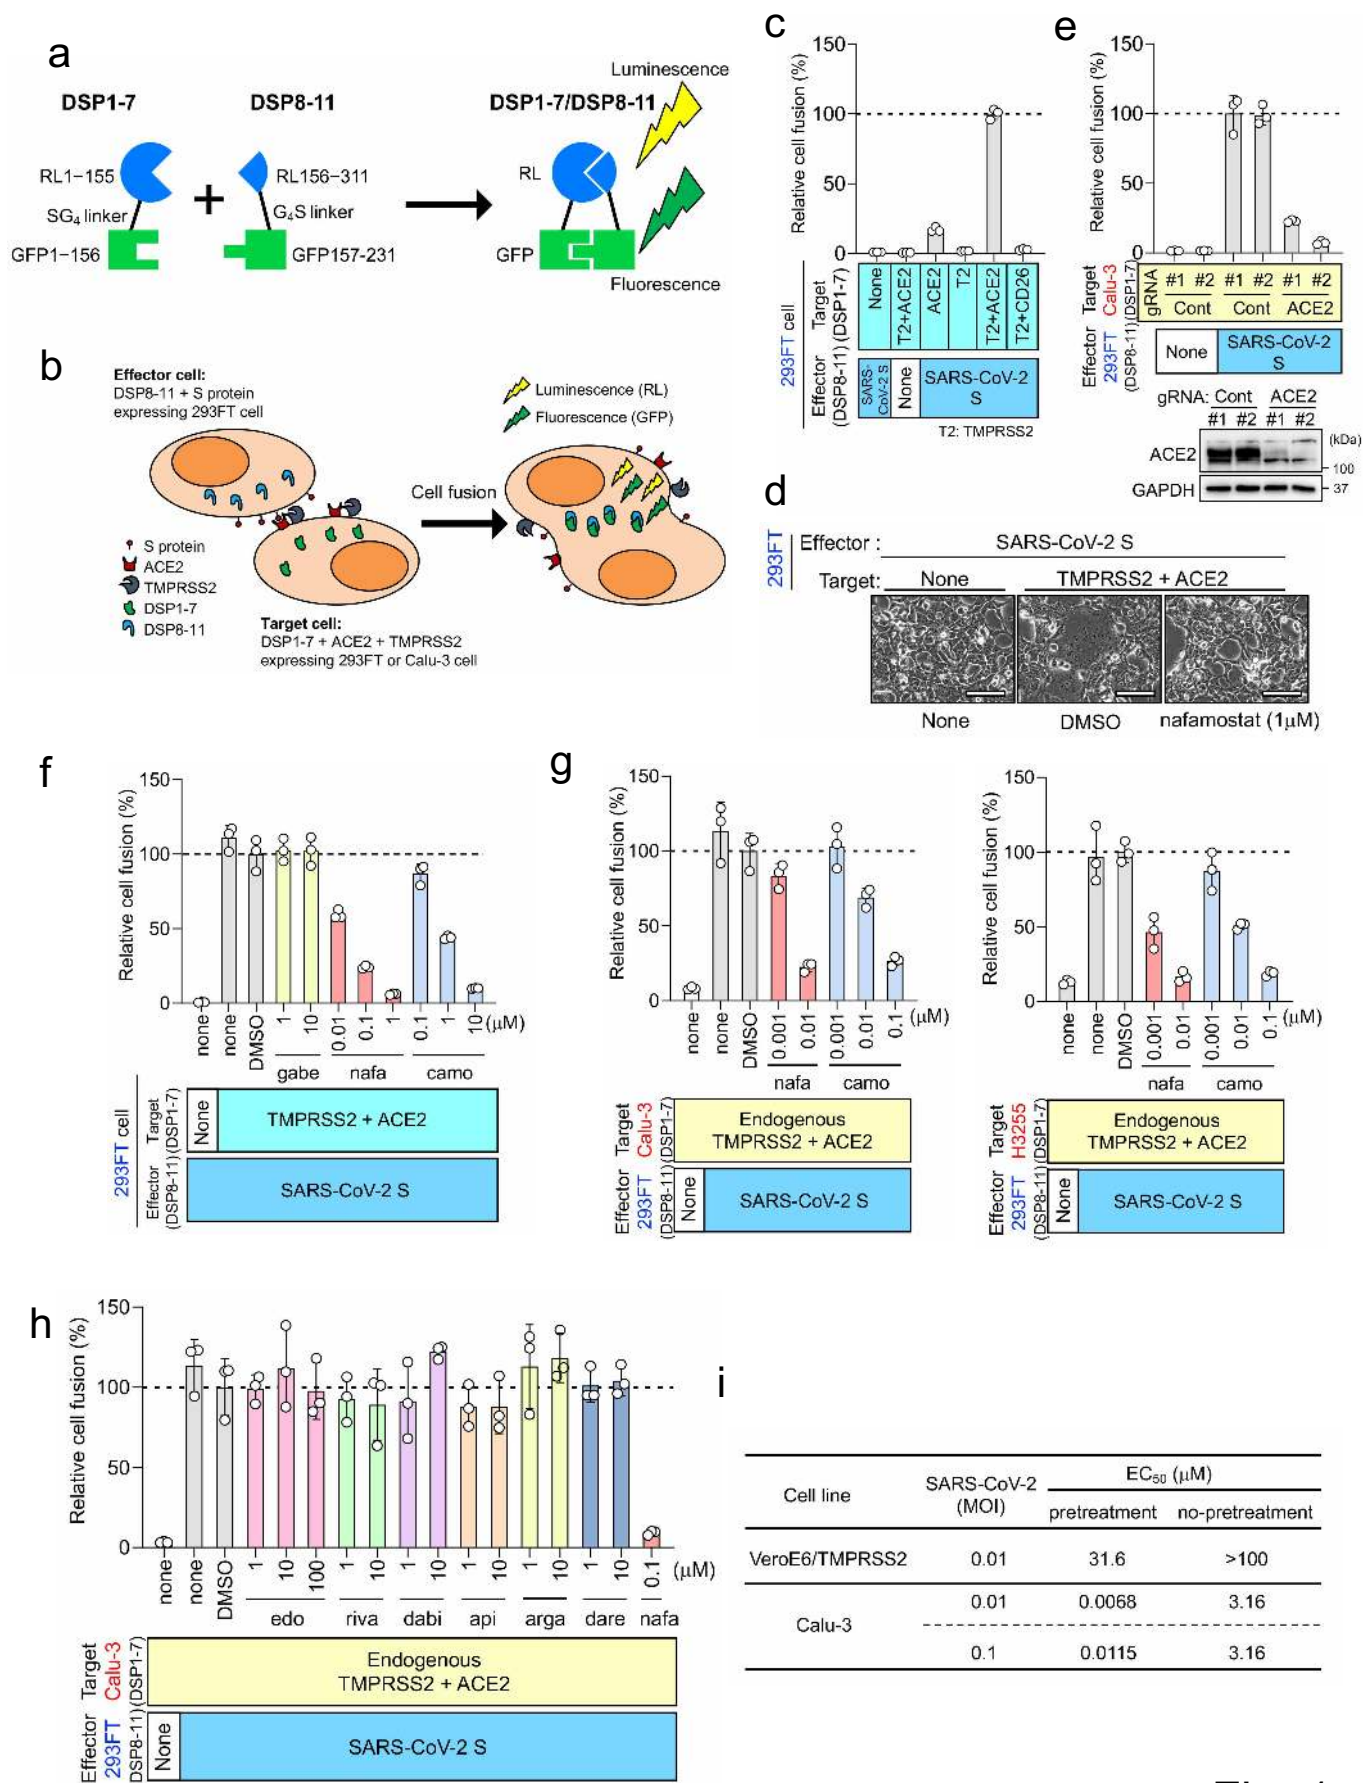 a
DSP1-7
DSP8-11
DSP1-7/DSP8-11
Luminescence
RL1–155
RL156–311
RL
SG₄ linker
G₄S linker
GFP1–156
GFP157-231
GFP
Fluorescence
b
Effector cell:
DSP8-11 + S protein
expressing 293FT cell
Luminescence (RL)
Fluorescence (GFP)
Cell fusion
S protein
ACE2
TMPRSS2
DSP1-7
DSP8-11
Target cell:
DSP1-7 + ACE2 + TMPRSS2
expressing 293FT or Calu-3 cell
c
Relative cell fusion (%)
150
100
50
0
293FT cell
Target
(DSP1-7)
None
T2+ACE2
ACE2
T2
T2+ACE2
T2+CD26
Effector
(DSP8-11)
SARS-
CoV-2 S
None
SARS-CoV-2
S
T2: TMPRSS2
e
Relative cell fusion (%)
150
100
50
0
Target
Calu-3
(DSP1-7)
gRNA
#1 #2 #1 #2 #1 #2
Cont Cont ACE2
Effector
293FT
(DSP8-11)
None
SARS-CoV-2
S
gRNA: Cont ACE2
#1 #2 #1 #2
(kDa)
ACE2
100
GAPDH
37
d
293FT
Effector :
SARS-CoV-2 S
Target:
None
TMPRSS2 + ACE2
None
DMSO
nafamostat (1μM)
f
Relative cell fusion (%)
150
100
50
0
none
none
DMSO
1
10
0.01
0.1
1
0.1
1
10
(μM)
gabe
nafa
camo
293FT cell
Target
(DSP1-7)
None
TMPRSS2 + ACE2
Effector
(DSP8-11)
SARS-CoV-2 S
g
Relative cell fusion (%)
150
100
50
0
none
none
DMSO
0.001
0.01
0.001
0.01
0.1
(μM)
nafa
camo
Target
Calu-3
(DSP1-7)
Endogenous
TMPRSS2 + ACE2
Effector
293FT
(DSP8-11)
None
SARS-CoV-2 S
Relative cell fusion (%)
150
100
50
0
none
none
DMSO
0.001
0.01
0.001
0.01
0.1
(μM)
nafa
camo
Target
H3255
(DSP1-7)
Endogenous
TMPRSS2 + ACE2
Effector
293FT
(DSP8-11)
None
SARS-CoV-2 S
h
Relative cell fusion (%)
150
100
50
0
none
none
DMSO
1
10
100
1
10
1
10
1
10
1
10
1
10
0.1
(μM)
edo
riva
dabi
api
arga
dare
nafa
Target
Calu-3
(DSP1-7)
Endogenous
TMPRSS2 + ACE2
Effector
293FT
DSP8-11)
None
SARS-CoV-2 S
i
Cell line
SARS-CoV-2
(MOI)
EC₅₀ (μM)
pretreatment
no-pretreatment
VeroE6/TMPRSS2 0.01 31.6 >100
Calu-3
0.01 0.0068 3.16
0.1 0.0115 3.16